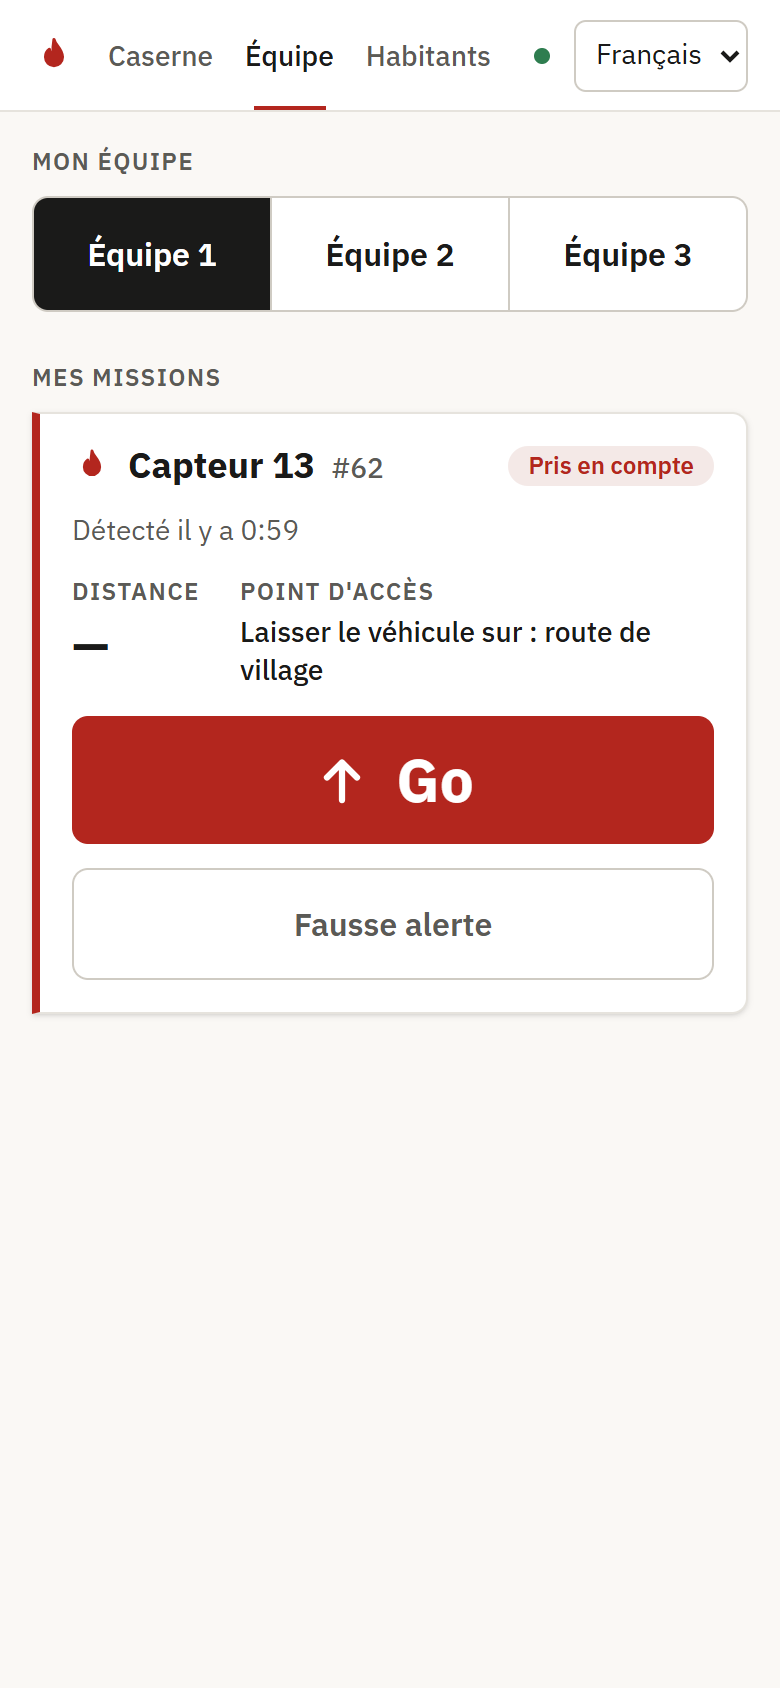 Caserne Équipe Habitants Français
MON ÉQUIPE
Équipe 1 Équipe 2 Équipe 3
MES MISSIONS
Capteur 13 #62 Pris en compte
Détecté il y a 0:59
DISTANCE POINT D'ACCÈS
— Laisser le véhicule sur : route de
village
↑ Go
Fausse alerte